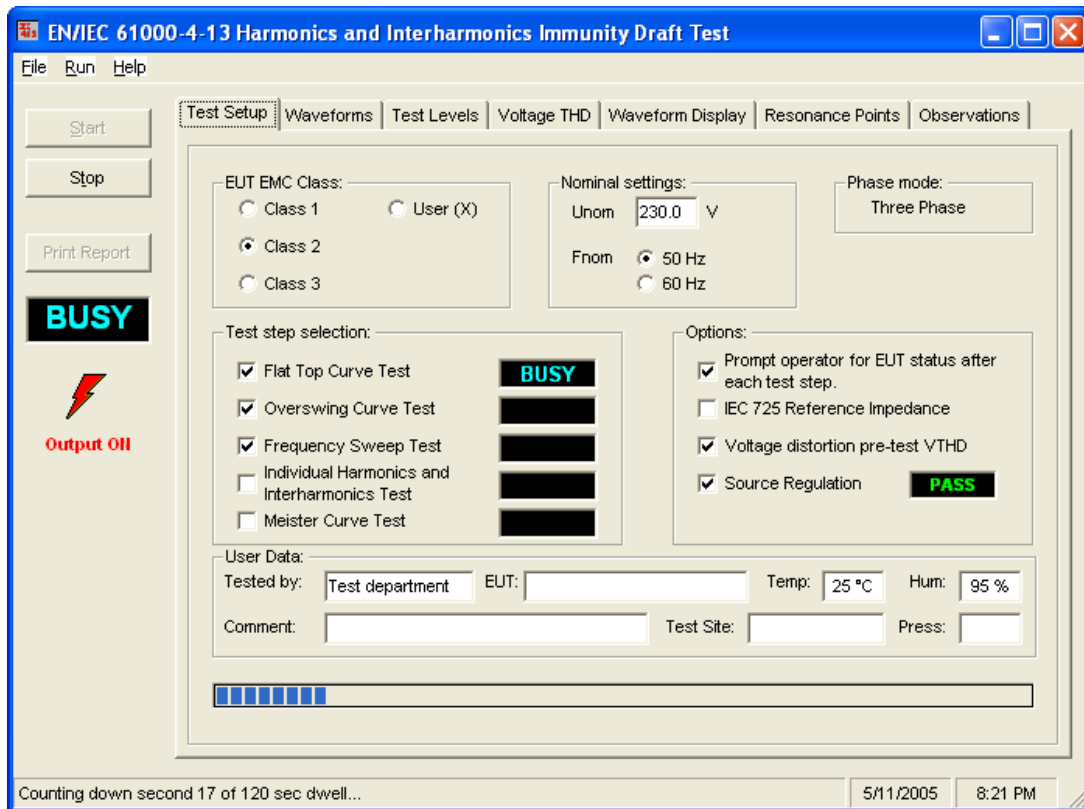 EN/IEC 61000-4-13 Harmonics and Interharmonics Immunity Draft Test
File Run Help
Start
Stop
Print Report
BUSY
Output ON
Test Setup Waveforms Test Levels Voltage THD Waveform Display Resonance Points Observations
EUT EMC Class:
Class 1 User (X)
Class 2
Class 3
Nominal settings:
Unom 230.0 V
Fnom 50 Hz
60 Hz
Phase mode:
Three Phase
Test step selection:
Flat Top Curve Test BUSY
Overswing Curve Test
Frequency Sweep Test
Individual Harmonics and
Interharmonics Test
Meister Curve Test
Options:
Prompt operator for EUT status after
each test step.
IEC 725 Reference Impedance
Voltage distortion pre-test VTHD
Source Regulation PASS
User Data:
Tested by: Test department EUT: Temp: 25 °C Hum: 95 %
Comment: Test Site: Press:
Counting down second 17 of 120 sec dwell... 5/11/2005 8:21 PM